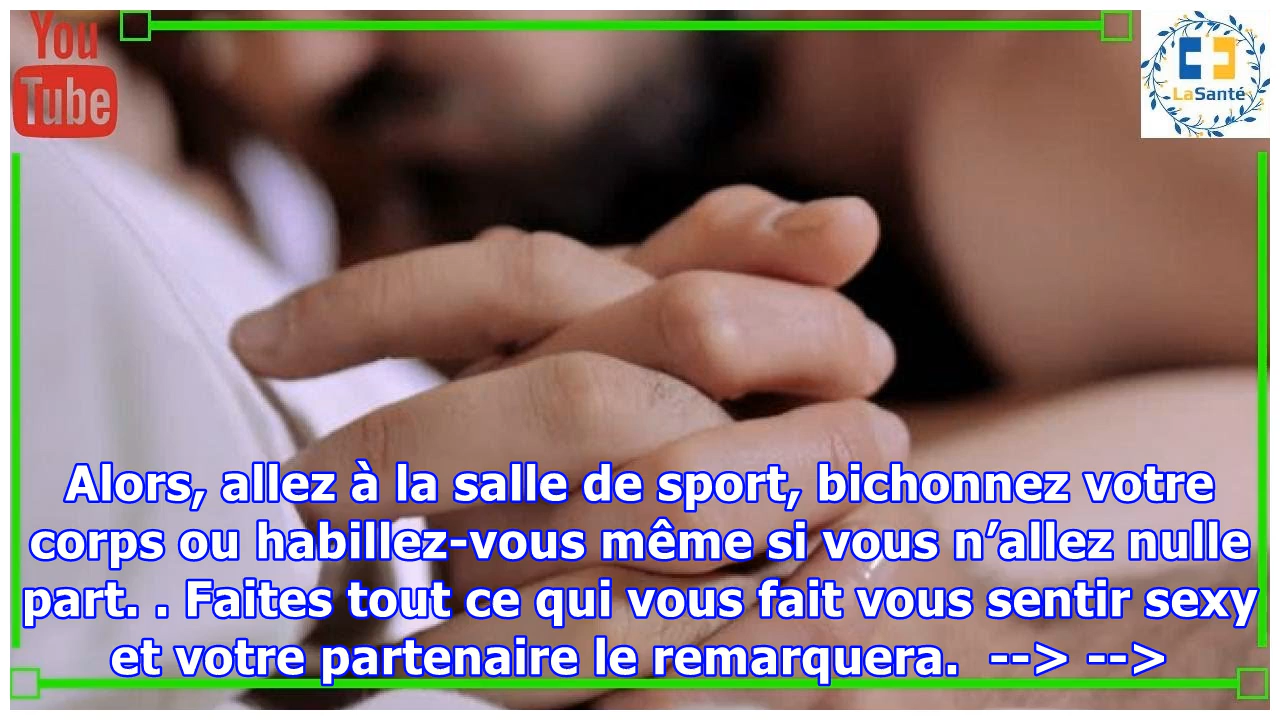 You
Tube
LaSanté
Alors, allez à la salle de sport, bichonnez votre
corps ou habillez-vous même si vous n’allez nulle
part. . Faites tout ce qui vous fait vous sentir sexy
et votre partenaire le remarquera.  --> -->